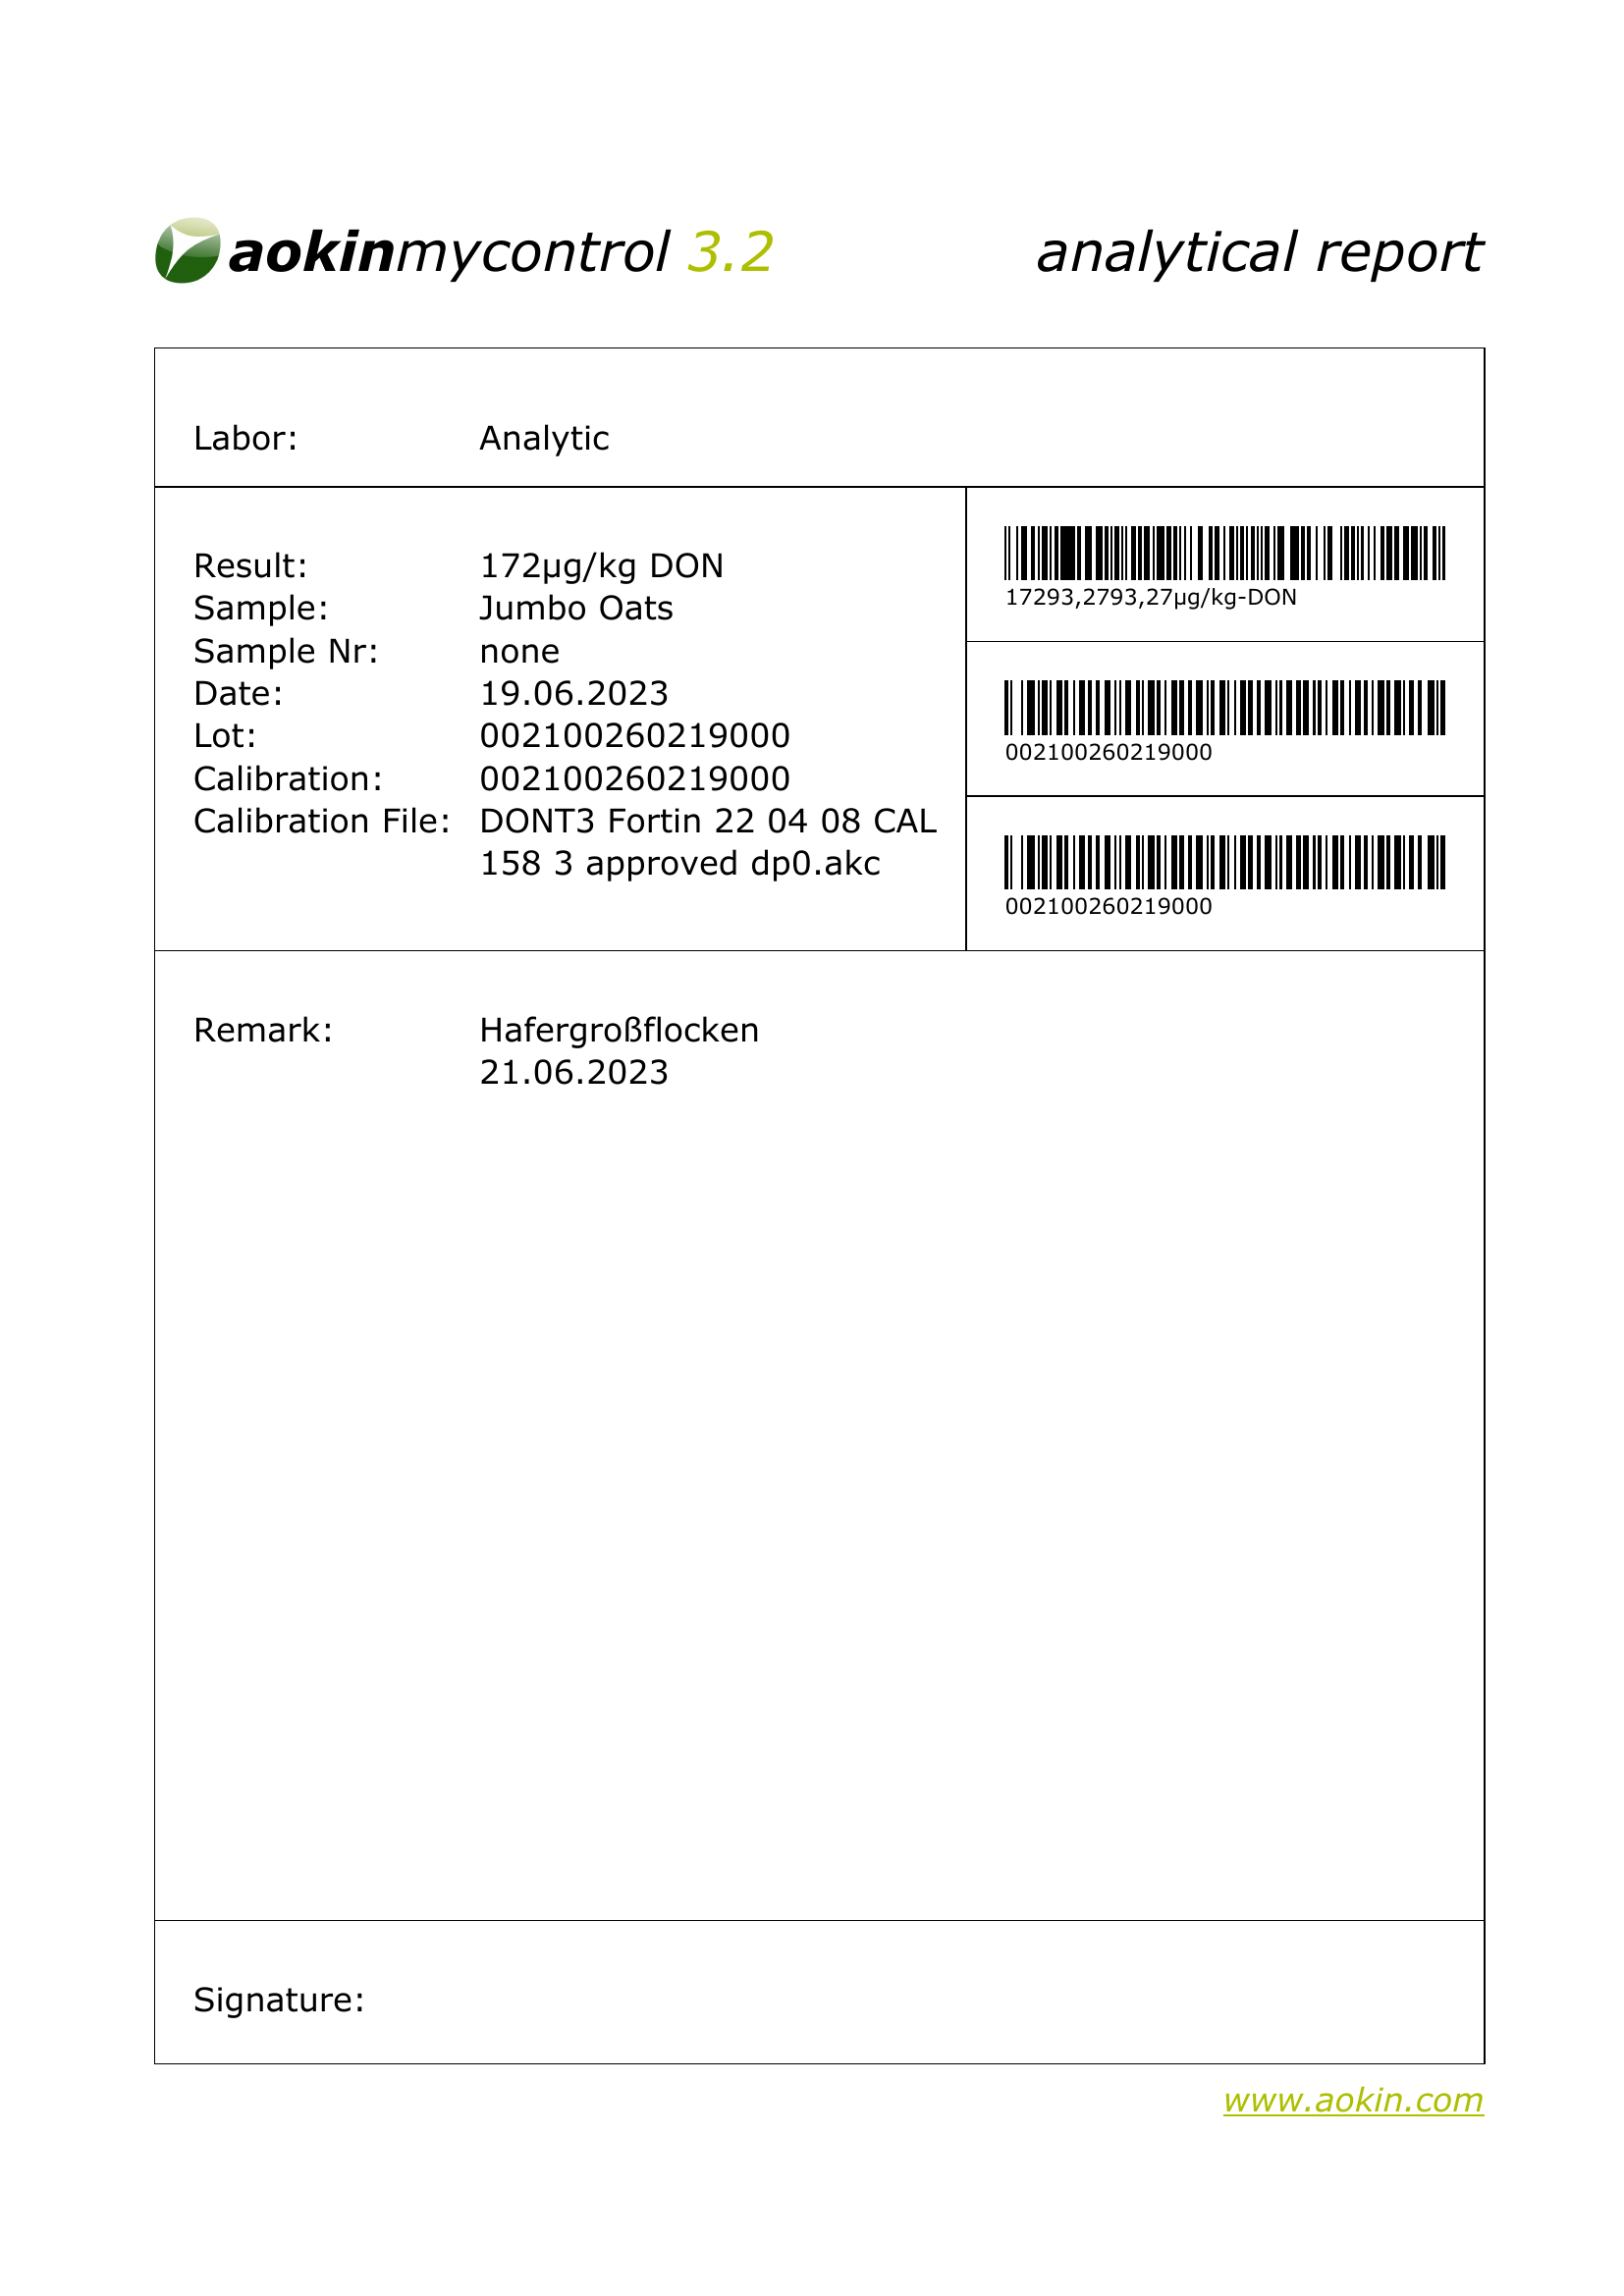 aokinmycontrol 3.2
analytical report
Labor: Analytic
Result: 172µg/kg DON
Sample: Jumbo Oats
Sample Nr: none
Date: 19.06.2023
Lot: 002100260219000
Calibration: 002100260219000
Calibration File: DONT3 Fortin 22 04 08 CAL
158 3 approved dp0.akc
17293,2793,27µg/kg-DON
002100260219000
002100260219000
Remark: Hafergroßflocken
21.06.2023
Signature:
www.aokin.com